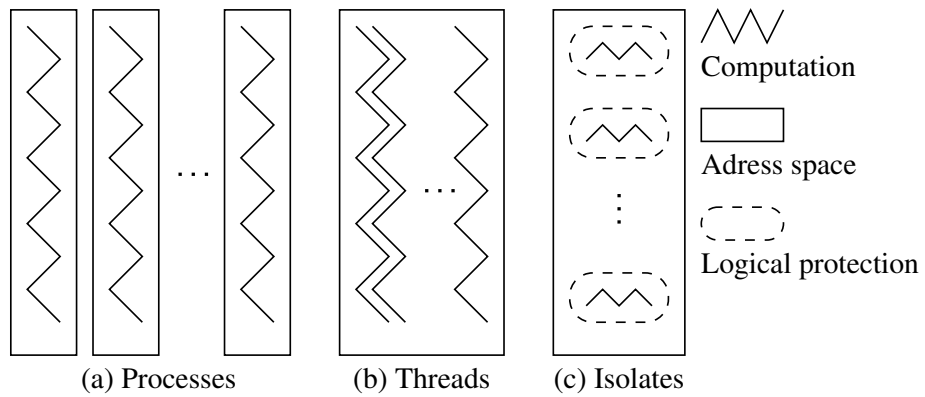 Computation
Adress space
Logical protection
(a) Processes
(b) Threads
(c) Isolates